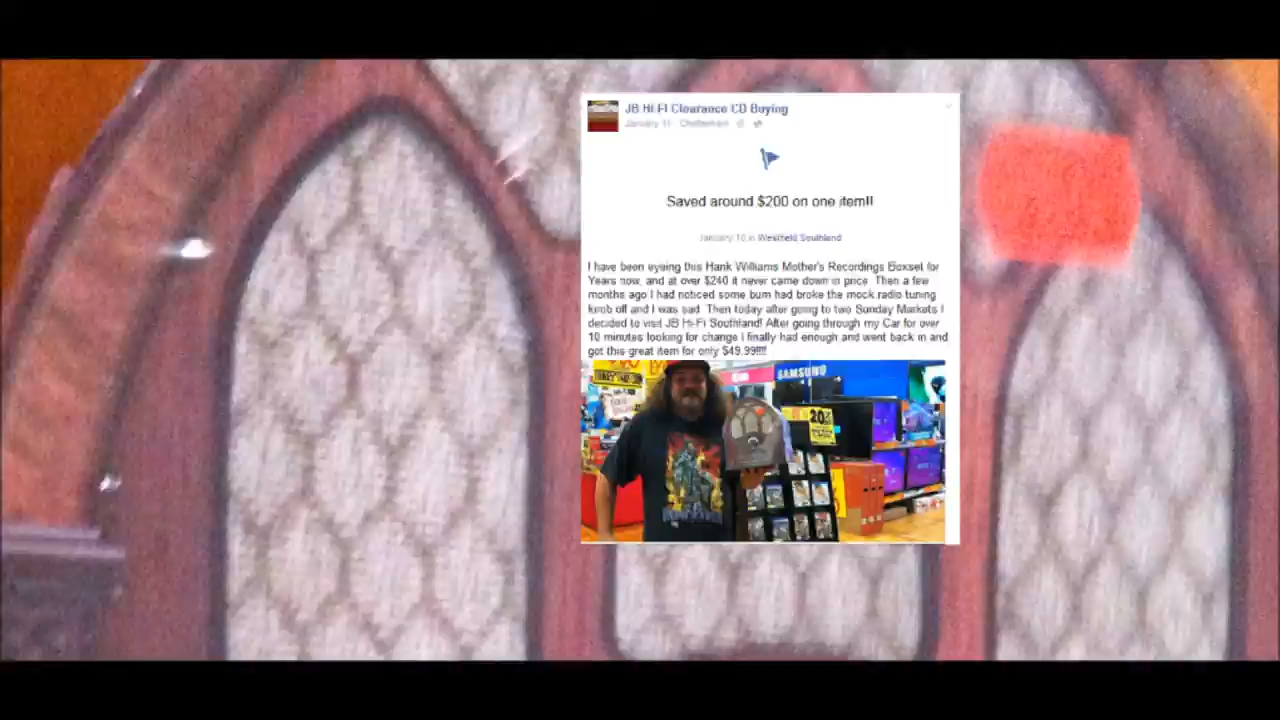 JB HI-FI Clearance CD Buying
January 11 · Cheltenham
Saved around $200 on one item!!
January 10 in Westfield Southland
I have been eyeing this Hank Williams Mother's Recordings Boxset for
Years now, and at over $240 it never came down in price. Then a few
months ago I had noticed some bum had broke the mock radio tuning
knob off and I was sad. Then today after going to two Sunday Markets I
decided to visit JB Hi-Fi Southland! After going through my Car for over
10 minutes looking for change I finally had enough and went back in and
got this great item for only $49.99!!!!
SAMSUNG
20%